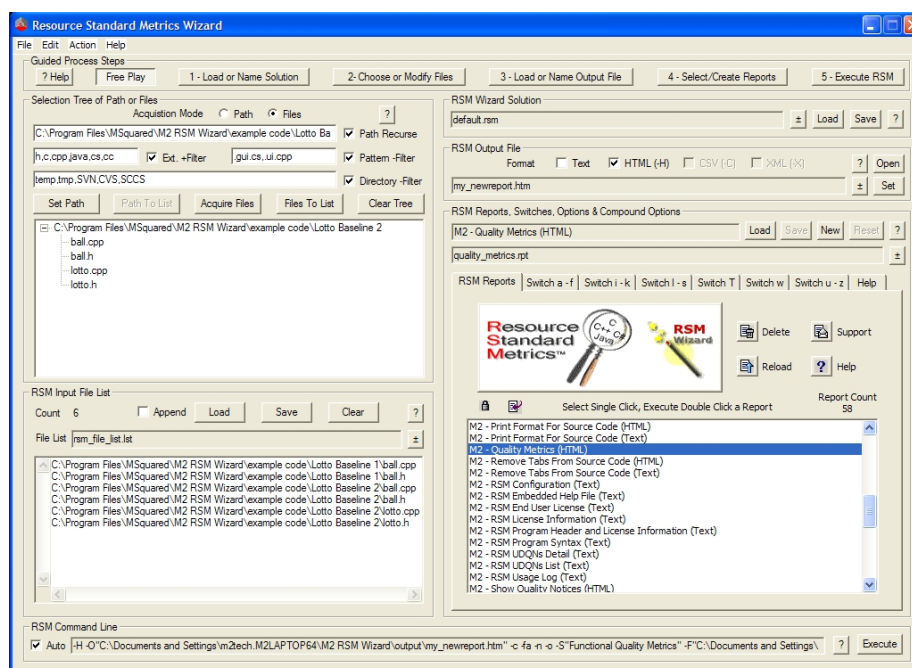 Resource Standard Metrics Wizard
File Edit Action Help
Guided Process Steps
? Help Free Play 1 - Load or Name Solution 2- Choose or Modify Files 3 - Load or Name Output File 4 - Select/Create Reports 5 - Execute RSM
Selection Tree of Path or Files
Acquistion Mode Path Files ?
C:\Program Files\MSquared\M2 RSM Wizard\example code\Lotto Ba Path Recurse
h,c,cpp,java,cs,cc Ext. +Filter .gui.cs,.ui.cpp Pattern -Filter
temp,tmp,SVN,CVS,SCCS Directory -Filter
Set Path Path To List Acquire Files Files To List Clear Tree
C:\Program Files\MSquared\M2 RSM Wizard\example code\Lotto Baseline 2
ball.cpp
ball.h
lotto.cpp
lotto.h
RSM Input File List
Count 6 Append Load Save Clear ?
File List rsm_file_list.lst ±
C:\Program Files\MSquared\M2 RSM Wizard\example code\Lotto Baseline 1\ball.cpp
C:\Program Files\MSquared\M2 RSM Wizard\example code\Lotto Baseline 1\ball.h
C:\Program Files\MSquared\M2 RSM Wizard\example code\Lotto Baseline 2\ball.cpp
C:\Program Files\MSquared\M2 RSM Wizard\example code\Lotto Baseline 2\ball.h
C:\Program Files\MSquared\M2 RSM Wizard\example code\Lotto Baseline 2\lotto.cpp
C:\Program Files\MSquared\M2 RSM Wizard\example code\Lotto Baseline 2\lotto.h
RSM Wizard Solution
default.rsm ± Load Save ?
RSM Output File
Format Text HTML (-H) CSV (-C) XML (-X) ? Open
my_newreport.htm ± Set
RSM Reports, Switches, Options & Compound Options
M2 - Quality Metrics (HTML) Load Save New Reset ?
quality_metrics.rpt ±
RSM Reports Switch a - f Switch i - k Switch l - s Switch T Switch w Switch u - z Help
Resource Standard Metrics™
C C++ C# Java
RSM Wizard
Delete Support
Reload ? Help
Select Single Click, Execute Double Click a Report
Report Count
58
M2 - Print Format For Source Code (HTML)
M2 - Print Format For Source Code (Text)
M2 - Quality Metrics (HTML)
M2 - Remove Tabs From Source Code (HTML)
M2 - Remove Tabs From Source Code (Text)
M2 - RSM Configuration (Text)
M2 - RSM Embedded Help File (Text)
M2 - RSM End User License (Text)
M2 - RSM License Information (Text)
M2 - RSM Program Header and License Information (Text)
M2 - RSM Program Syntax (Text)
M2 - RSM UDQNs Detail (Text)
M2 - RSM UDQNs List (Text)
M2 - RSM Usage Log (Text)
M2 - Show Quality Notices (HTML)
RSM Command Line
Auto -H -O"C:\Documents and Settings\m2tech.M2LAPTOP64\M2 RSM Wizard\output\my_newreport.htm" -c -fa -n -o -S"Functional Quality Metrics" -F"C:\Documents and Settings\ ? Execute